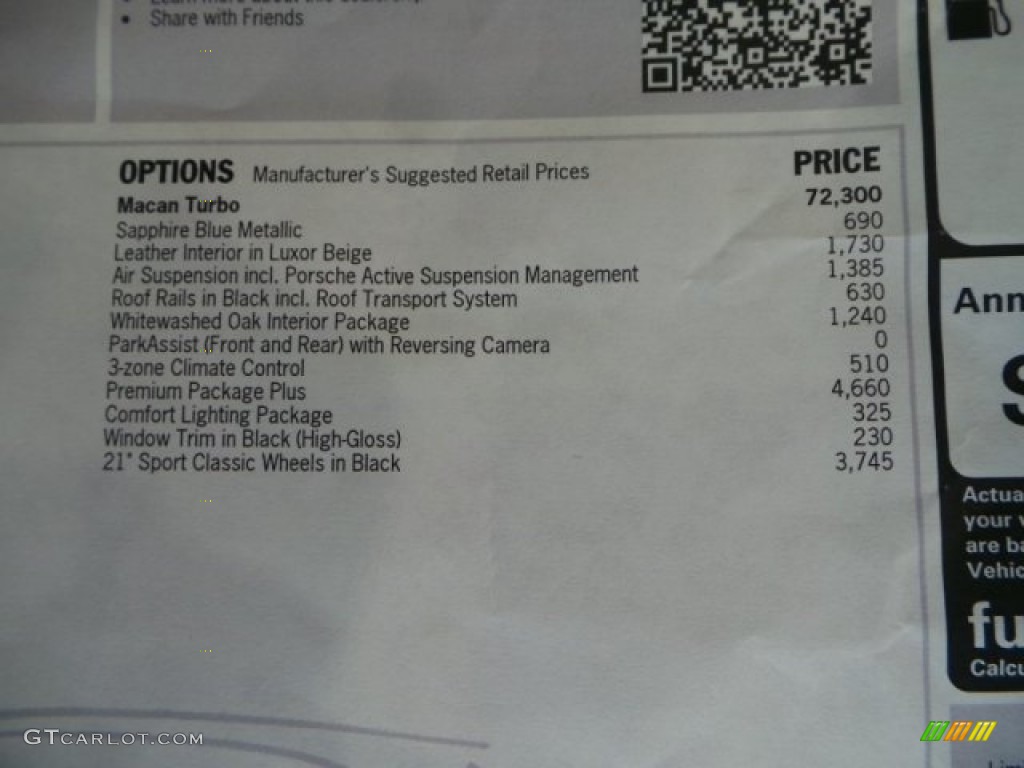 • Share with Friends
OPTIONS Manufacturer's Suggested Retail Prices PRICE
Macan Turbo 72,300
Sapphire Blue Metallic 690
Leather Interior in Luxor Beige 1,730
Air Suspension incl. Porsche Active Suspension Management 1,385
Roof Rails in Black incl. Roof Transport System 630
Whitewashed Oak Interior Package 1,240
ParkAssist (Front and Rear) with Reversing Camera 0
3-zone Climate Control 510
Premium Package Plus 4,660
Comfort Lighting Package 325
Window Trim in Black (High-Gloss) 230
21" Sport Classic Wheels in Black 3,745
Ann
Actua
your v
are ba
Vehic
fu
Calcu
GTCARLOT.COM